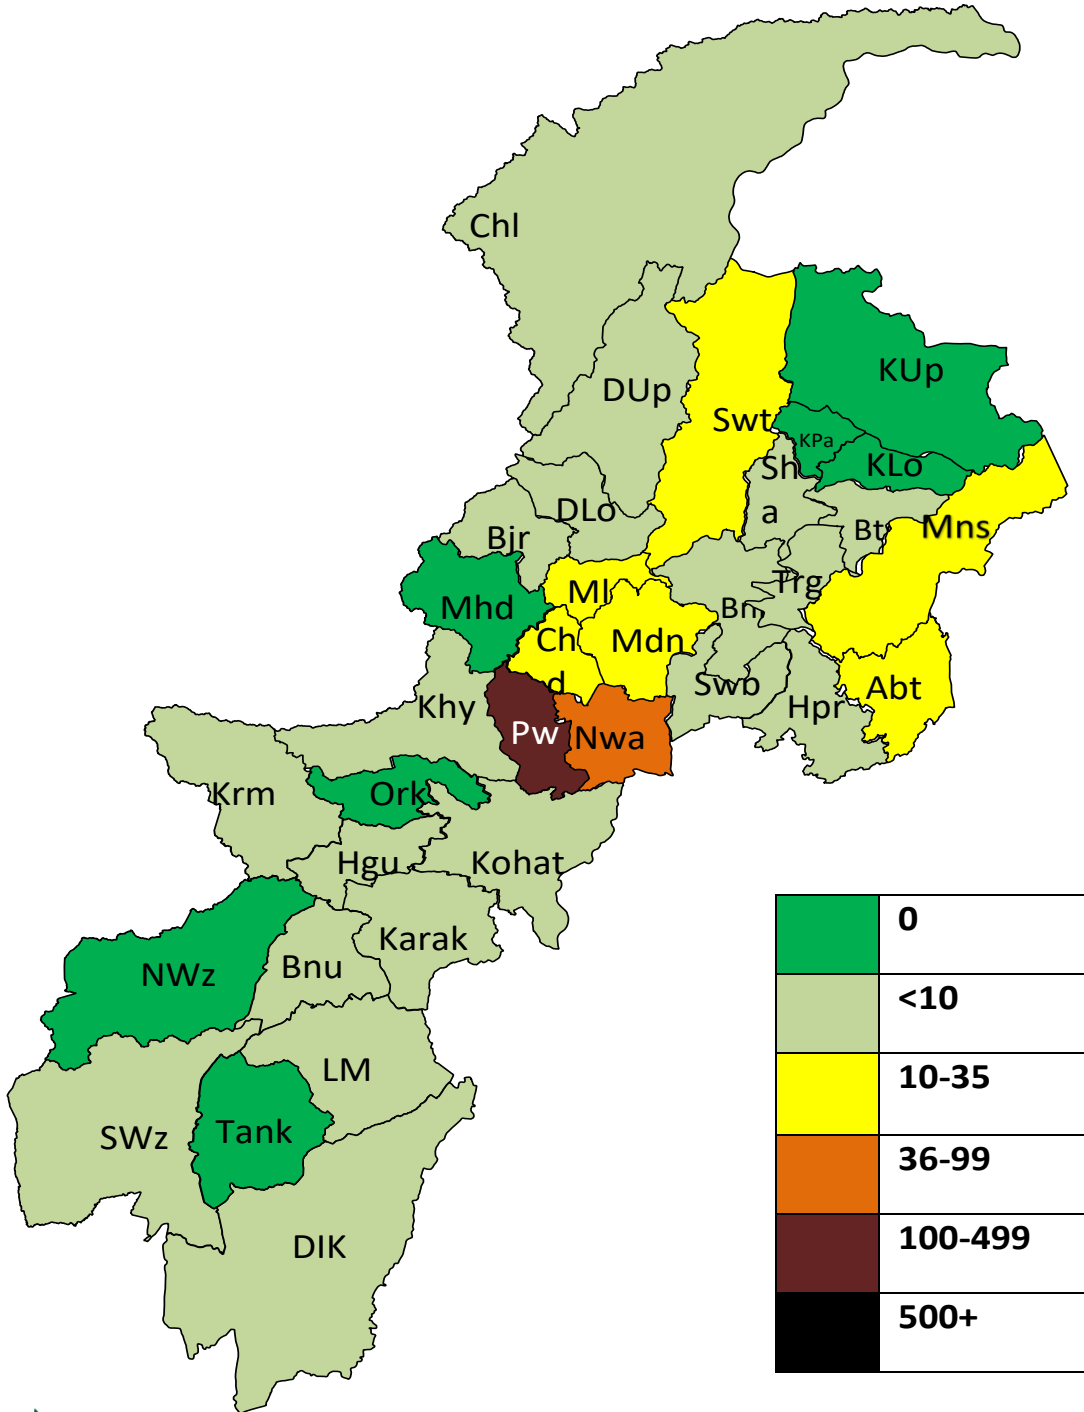 Chl
KUp
DUp
Swt
KPa
KLo
Sh
a
DLo
Bt
Mns
Bjr
Ml
Trg
Mhd
Bn
Mdn
Ch
d
Swb
Abt
Khy
Hpr
Pw
Nwa
Krm
Ork
Hgu
Kohat
Karak
Bnu
NWz
LM
SWz
Tank
DIK
0
<10
10-35
36-99
100-499
500+